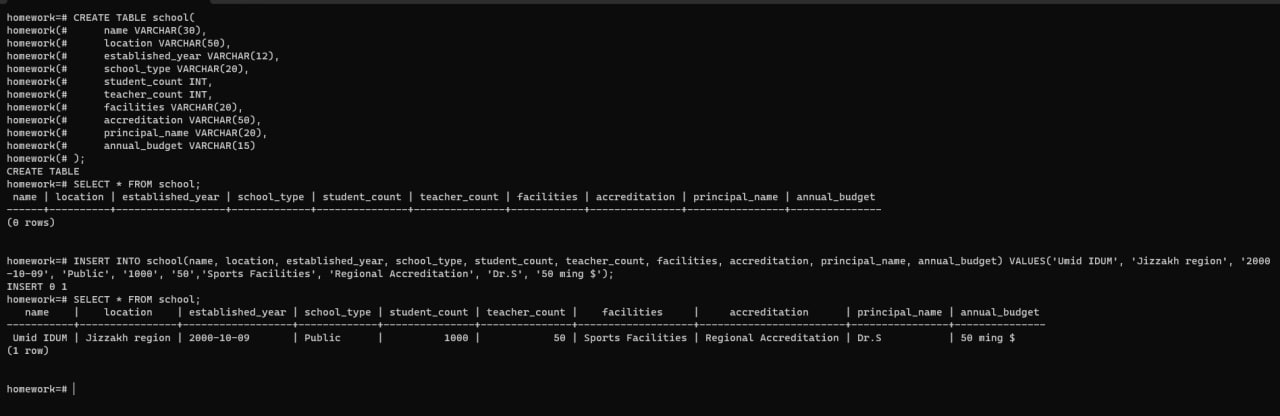 homework=# CREATE TABLE school(
homework(#      name VARCHAR(30),
homework(#      location VARCHAR(50),
homework(#      established_year VARCHAR(12),
homework(#      school_type VARCHAR(20),
homework(#      student_count INT,
homework(#      teacher_count INT,
homework(#      facilities VARCHAR(20),
homework(#      accreditation VARCHAR(50),
homework(#      principal_name VARCHAR(20),
homework(#      annual_budget VARCHAR(15)
homework(# );
CREATE TABLE
homework=# SELECT * FROM school;
 name | location | established_year | school_type | student_count | teacher_count | facilities | accreditation | principal_name | annual_budget
------+----------+------------------+-------------+---------------+---------------+------------+---------------+----------------+---------------
(0 rows)
homework=# INSERT INTO school(name, location, established_year, school_type, student_count, teacher_count, facilities, accreditation, principal_name, annual_budget) VALUES('Umid IDUM', 'Jizzakh region', '2000
-10-09', 'Public', '1000', '50','Sports Facilities', 'Regional Accreditation', 'Dr.S', '50 ming $');
INSERT 0 1
homework=# SELECT * FROM school;
   name    |    location    | established_year | school_type | student_count | teacher_count |    facilities     |     accreditation      | principal_name | annual_budget
-----------+----------------+------------------+-------------+---------------+---------------+-------------------+------------------------+----------------+---------------
 Umid IDUM | Jizzakh region | 2000-10-09       | Public      |          1000 |            50 | Sports Facilities | Regional Accreditation | Dr.S           | 50 ming $
(1 row)
homework=#